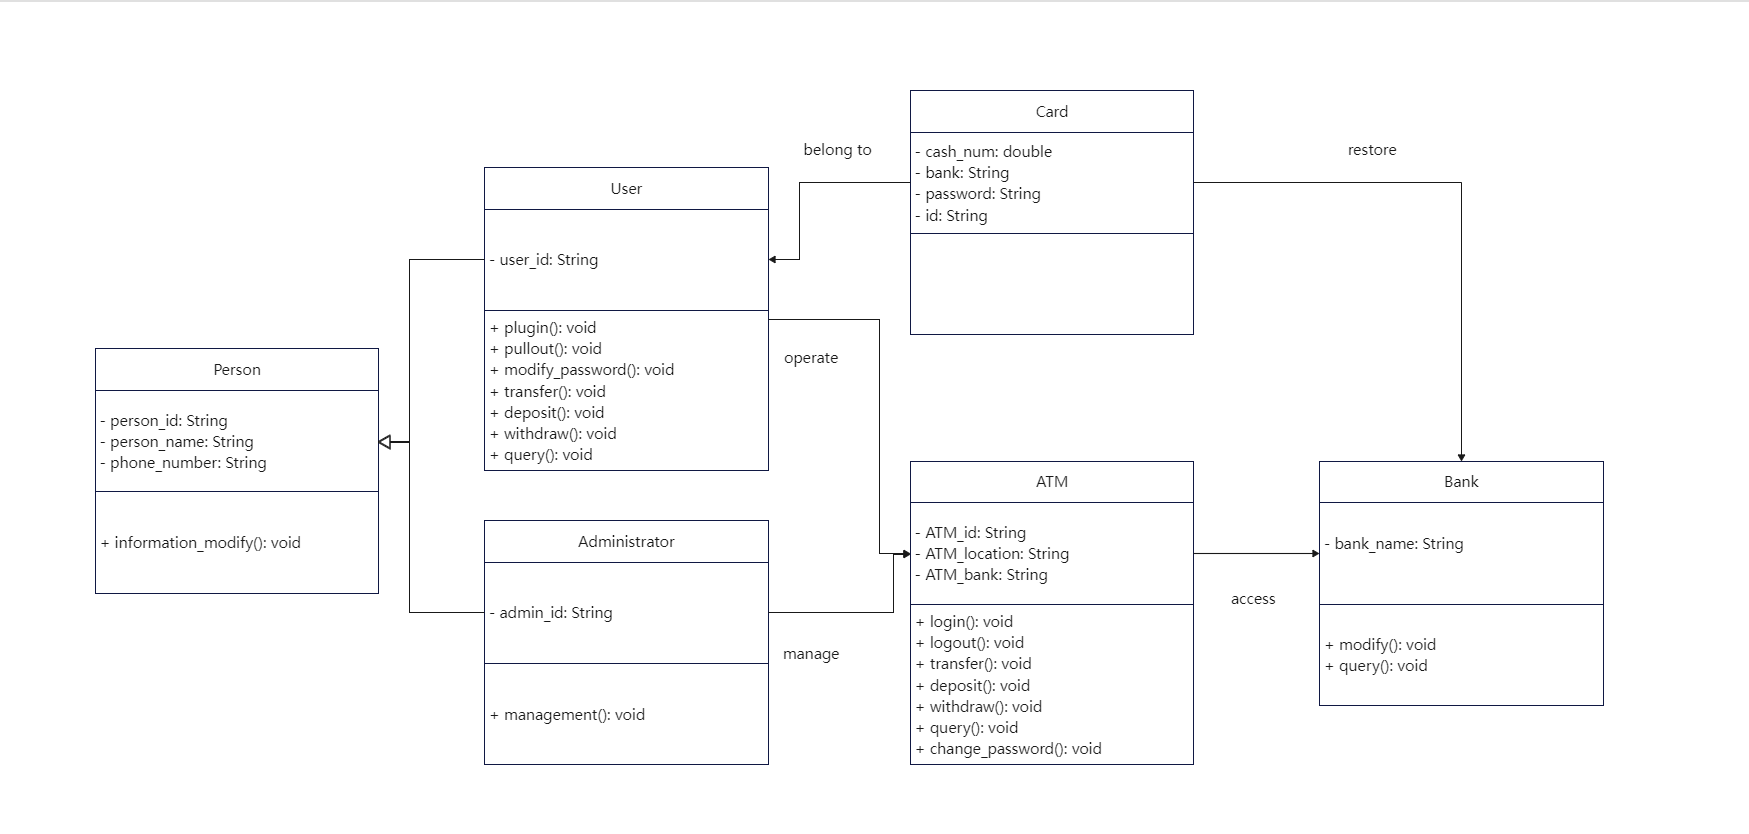 Card
- cash_num: double
- bank: String
- password: String
- id: String
belong to
restore
User
- user_id: String
+ plugin(): void
+ pullout(): void
+ modify_password(): void
+ transfer(): void
+ deposit(): void
+ withdraw(): void
+ query(): void
operate
Person
- person_id: String
- person_name: String
- phone_number: String
+ information_modify(): void
Administrator
- admin_id: String
+ management(): void
manage
ATM
- ATM_id: String
- ATM_location: String
- ATM_bank: String
+ login(): void
+ logout(): void
+ transfer(): void
+ deposit(): void
+ withdraw(): void
+ query(): void
+ change_password(): void
access
Bank
- bank_name: String
+ modify(): void
+ query(): void